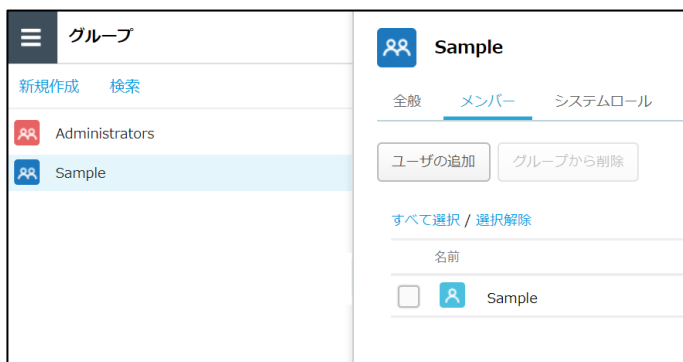 グループ
新規作成 検索
Administrators
Sample
Sample
全般 メンバー システムロール
ユーザの追加 グループから削除
すべて選択 / 選択解除
名前
Sample